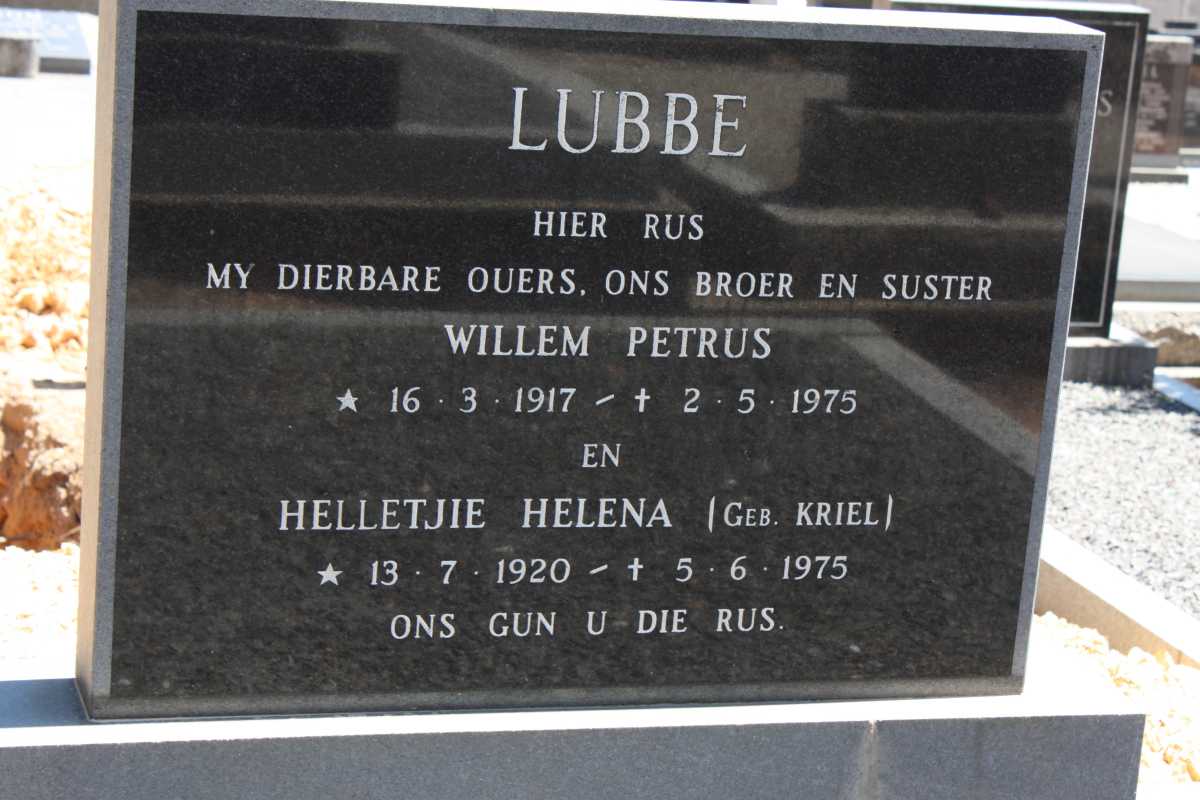 LUBBE
HIER RUS
MY DIERBARE OUERS, ONS BROER EN SUSTER
WILLEM PETRUS
★ 16 · 3 · 1917 – † 2 · 5 · 1975
EN
HELLETJIE HELENA (GEB. KRIEL)
★ 13 · 7 · 1920 – † 5 · 6 · 1975
ONS GUN U DIE RUS.